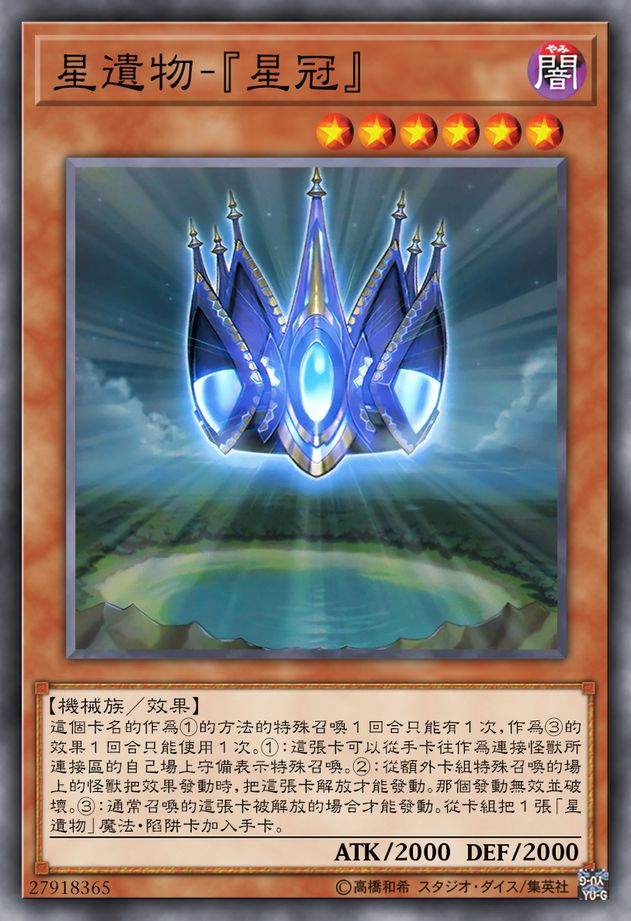 星遺物-『星冠』
やみ
闇
【機械族／效果】
這個卡名的作為①的方法的特殊召喚１回合只能有１次，作為③的
效果１回合只能使用１次。①：這張卡可以從手卡往作為連接怪獸所
連接區的自己場上守備表示特殊召喚。②：從額外卡組特殊召喚的場
上的怪獸把效果發動時，把這張卡解放才能發動。那個發動無效並破
壞。③：通常召喚的這張卡被解放的場合才能發動。從卡組把１張「星
遺物」魔法·陷阱卡加入手卡。
ATK/2000 DEF/2000
27918365 ©高橋和希 スタジオ・ダイス/集英社